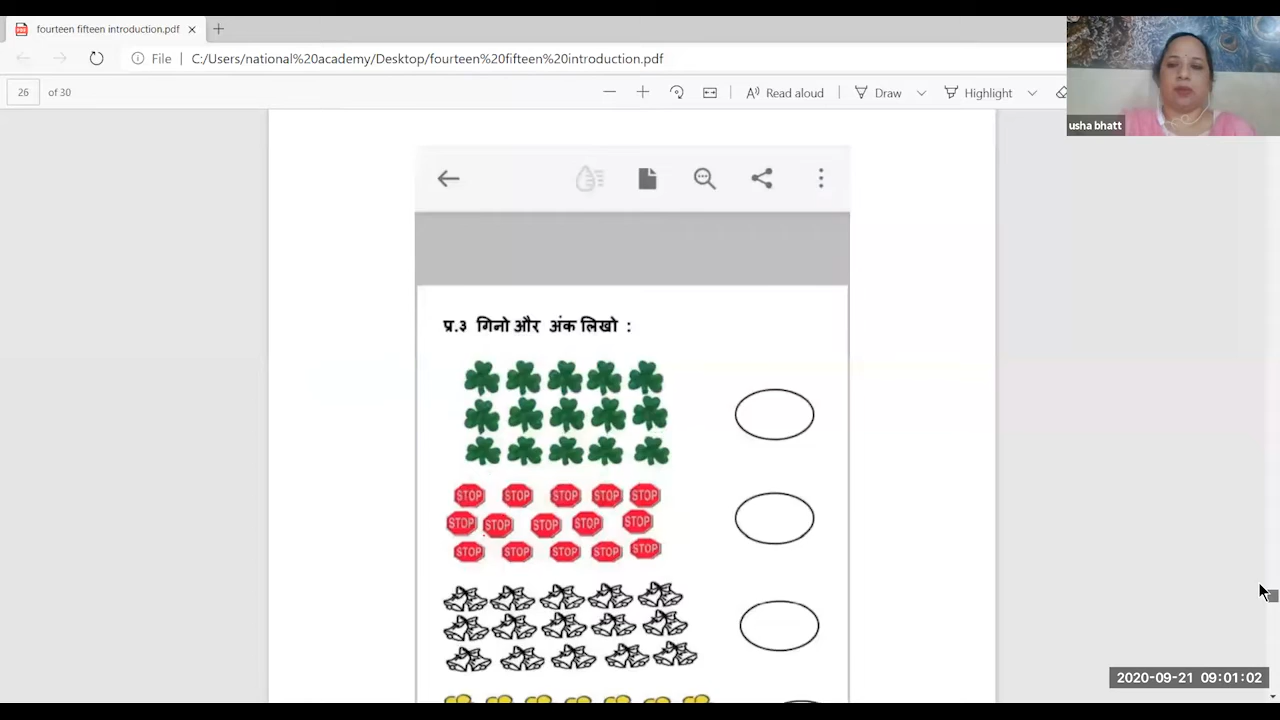 fourteen fifteen introduction.pdf
File C:/Users/national%20academy/Desktop/fourteen%20fifteen%20introduction.pdf
26 of 30
Read aloud
Draw
Highlight
usha bhatt
प्र.३ गिनो और अंक लिखो :
STOP STOP STOP STOP STOP
STOP STOP STOP STOP STOP
STOP STOP STOP STOP STOP
2020-09-21 09:01:02